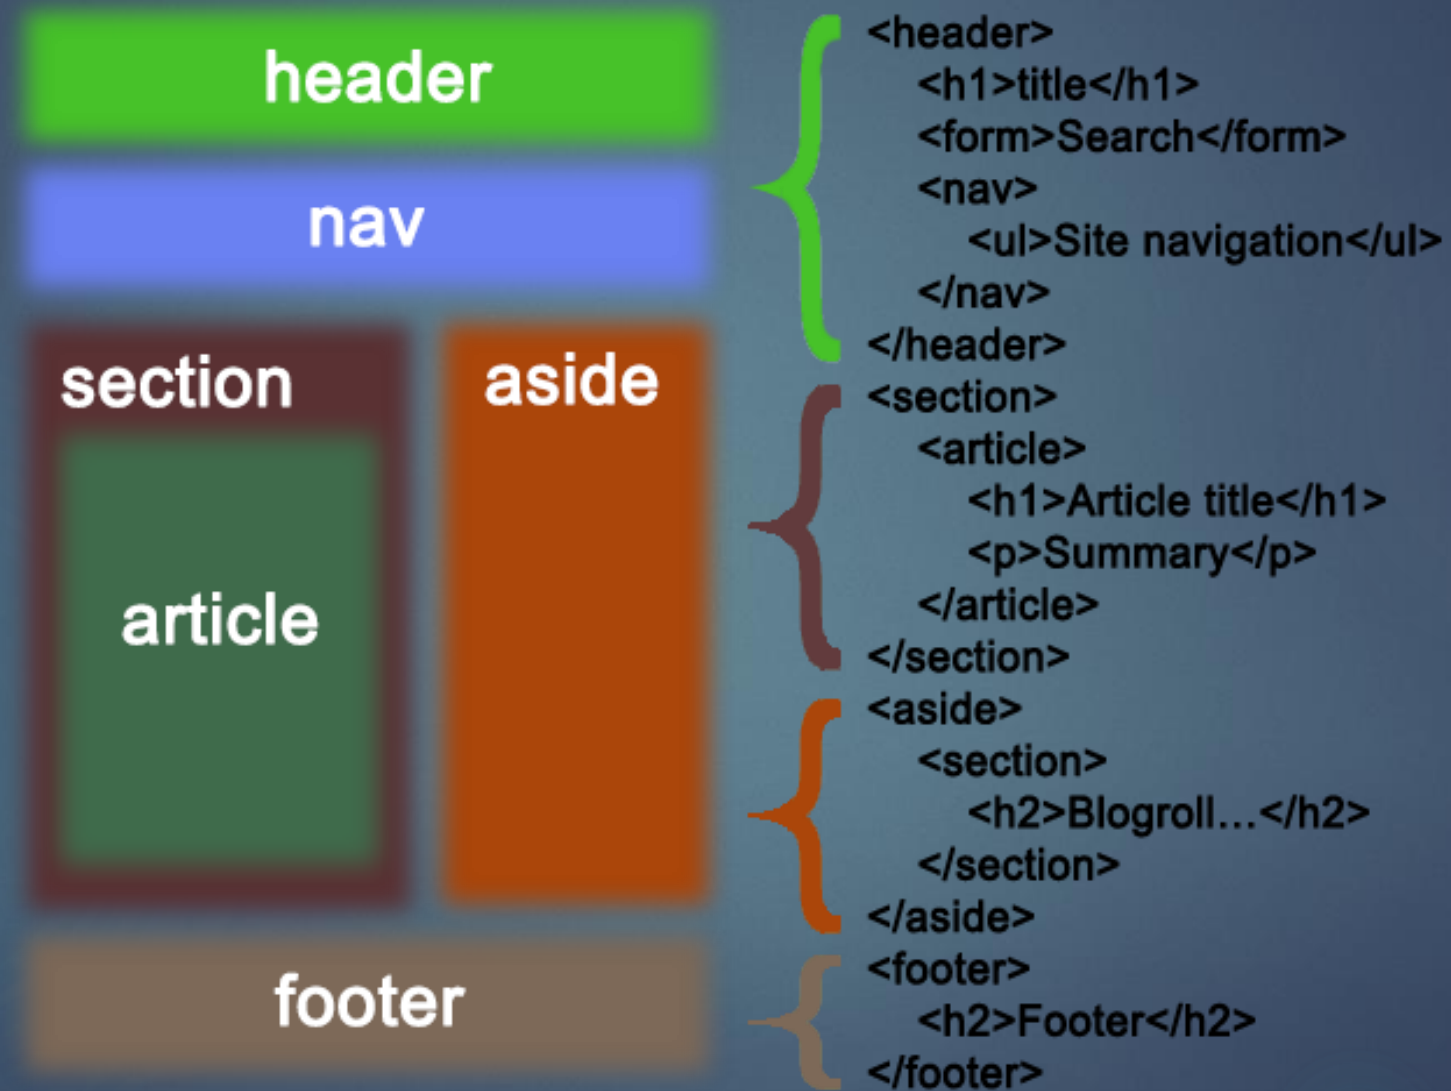 header
nav
section
aside
article
footer
<header>
<h1>title</h1>
<form>Search</form>
<nav>
<ul>Site navigation</ul>
</nav>
</header>
<section>
<article>
<h1>Article title</h1>
<p>Summary</p>
</article>
</section>
<aside>
<section>
<h2>Blogroll...</h2>
</section>
</aside>
<footer>
<h2>Footer</h2>
</footer>